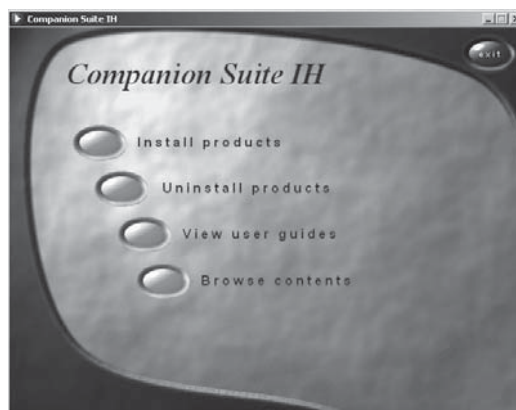 Companion Suite IH
exit
Companion Suite IH
Install products
Uninstall products
View user guides
Browse contents